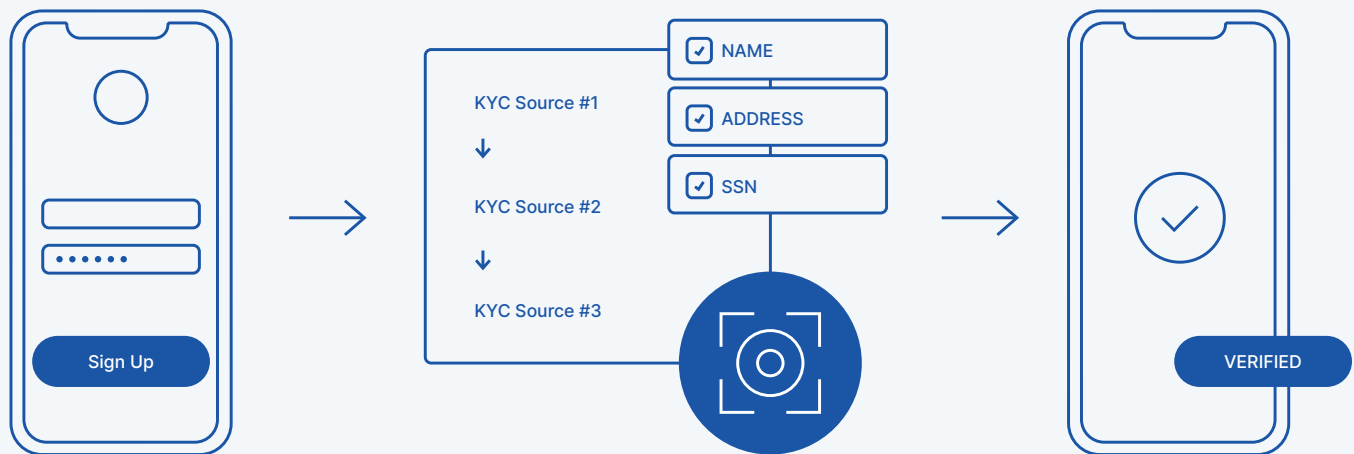 Sign Up
KYC Source #1
KYC Source #2
KYC Source #3
NAME
ADDRESS
SSN
VERIFIED